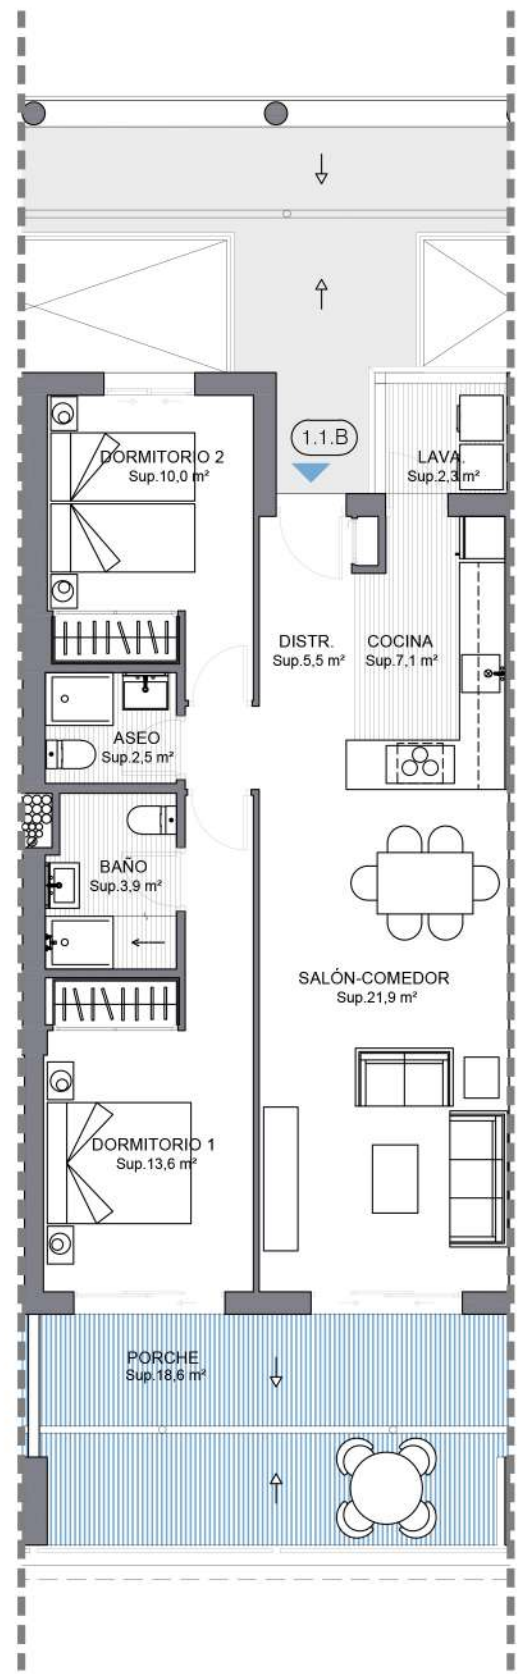 1.1.B
DORMITORIO 2
Sup.10,0 m²
LAVA.
Sup.2,3 m²
DISTR.
Sup.5,5 m²
COCINA
Sup.7,1 m²
ASEO
Sup.2,5 m²
BAÑO
Sup.3,9 m²
SALÓN-COMEDOR
Sup.21,9 m²
DORMITORIO 1
Sup.13,6 m²
PORCHE
Sup.18,6 m²